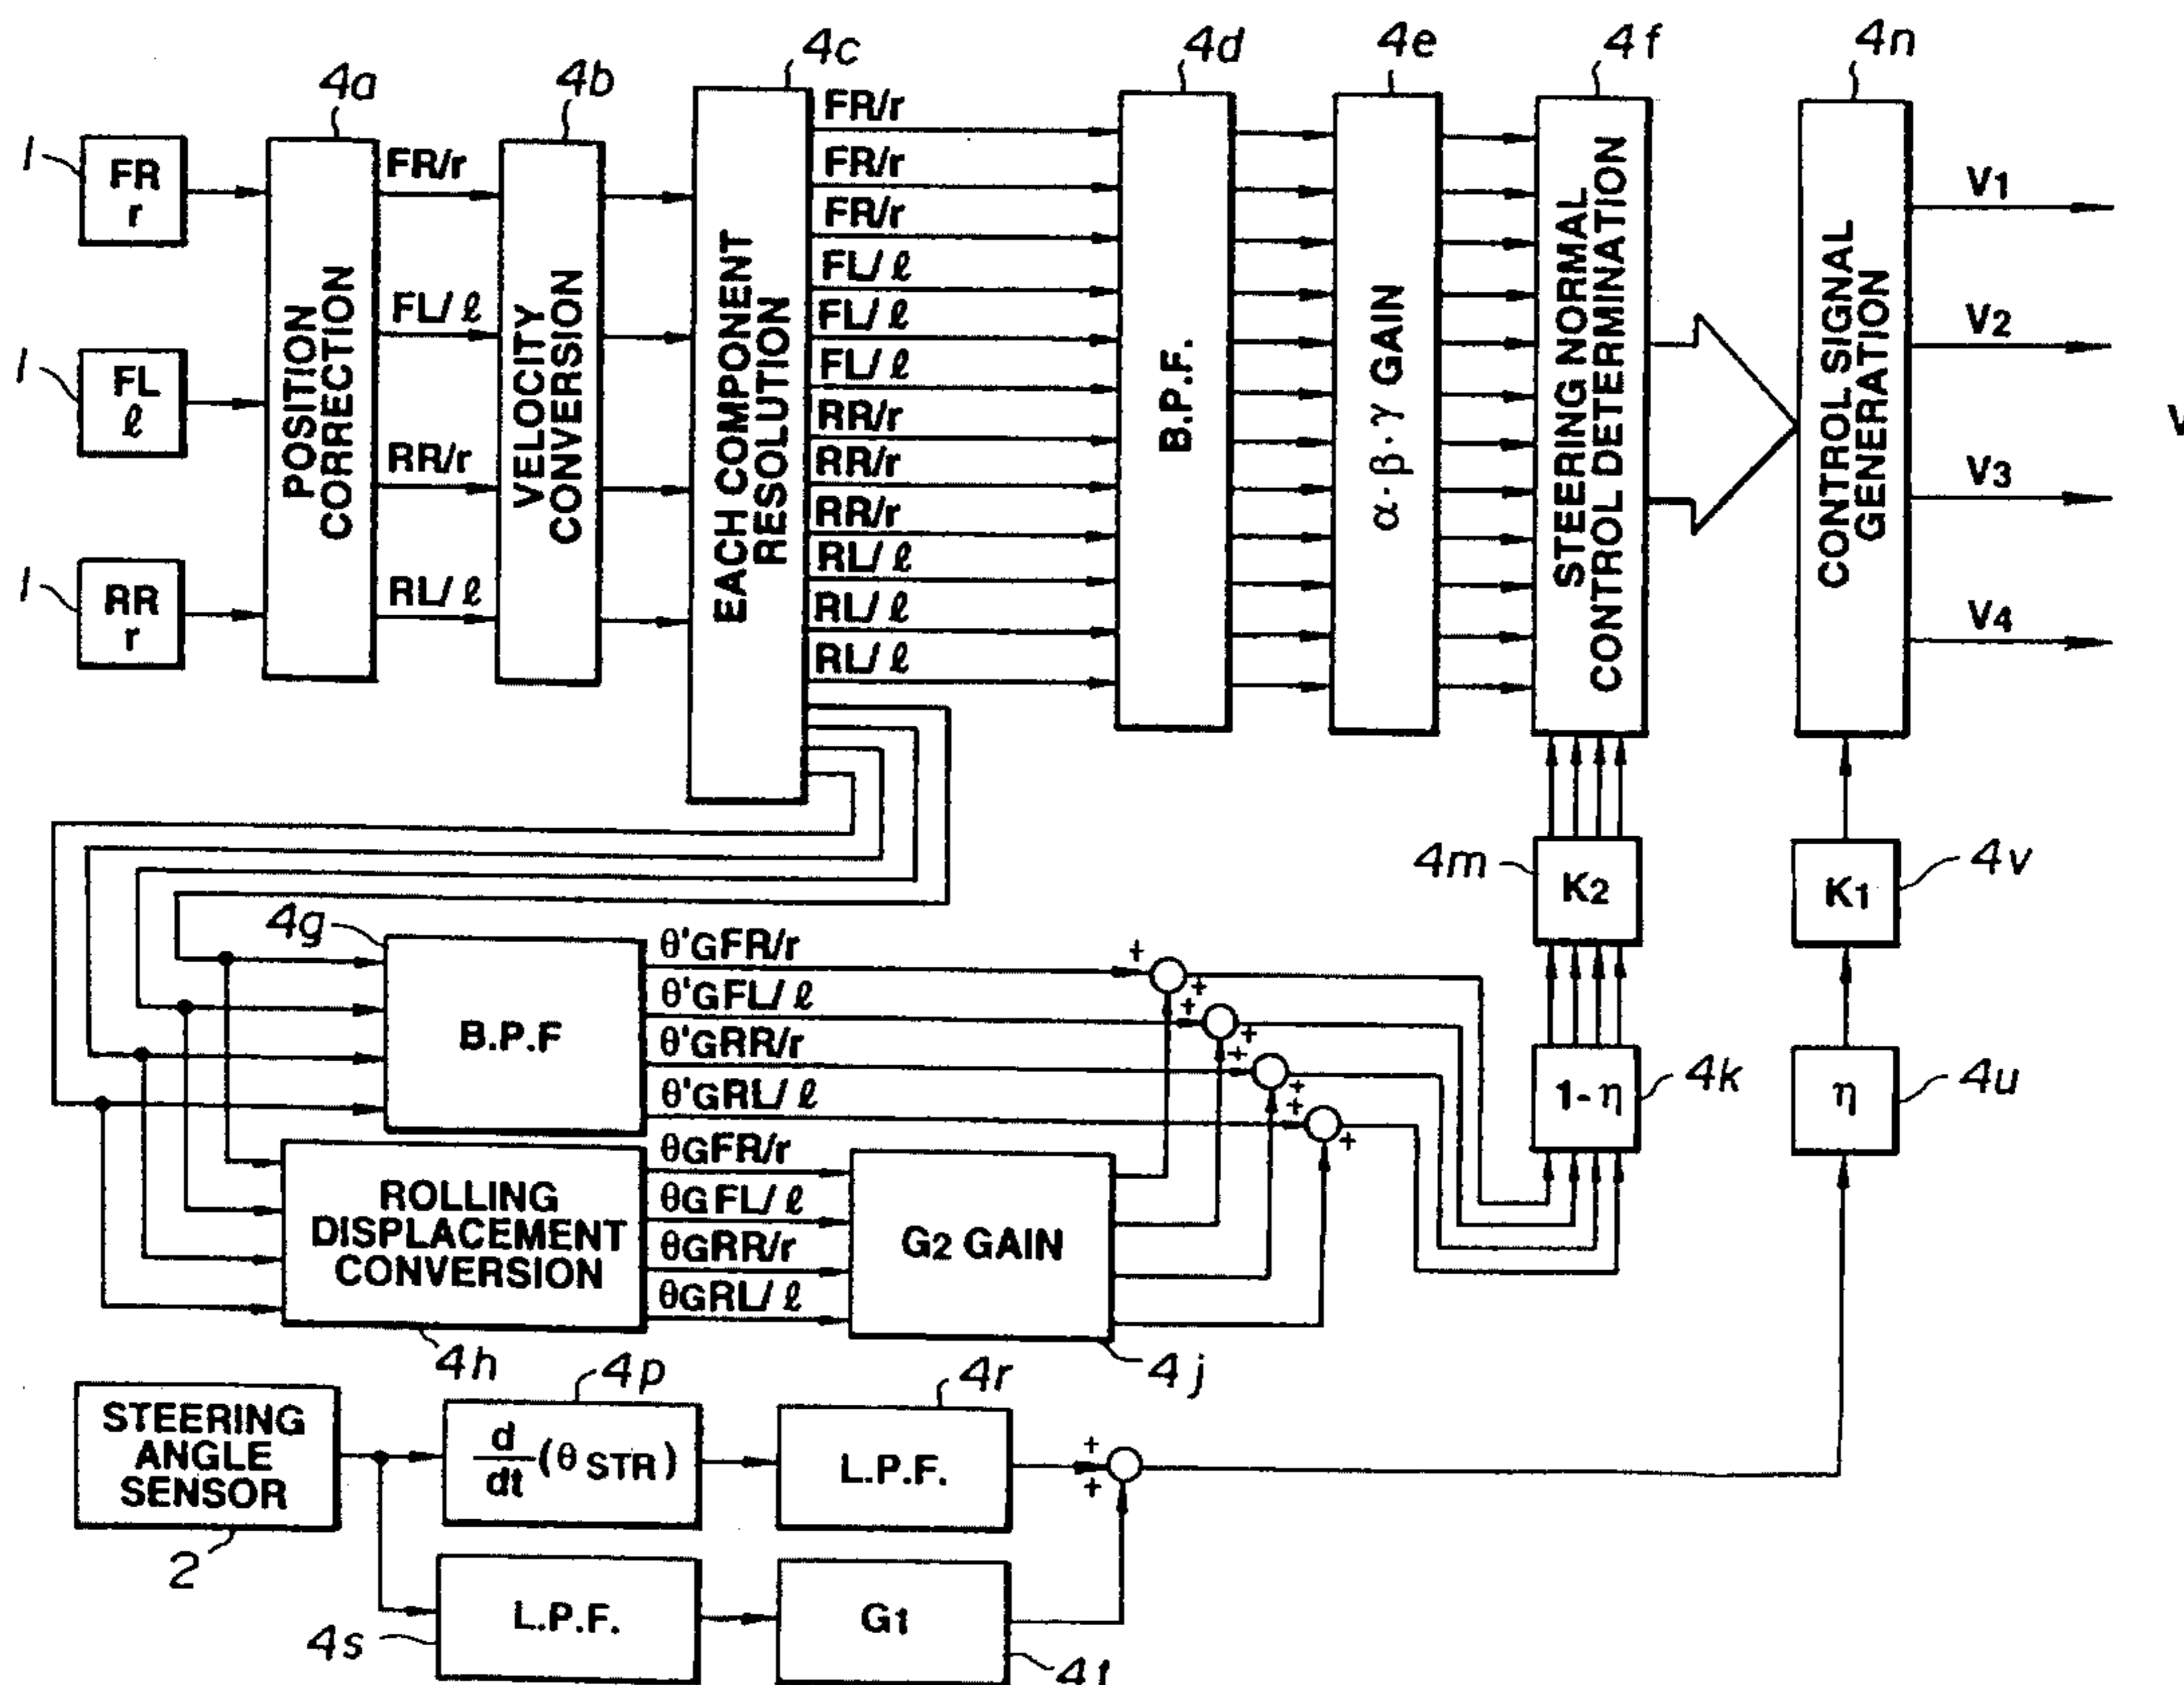 4a
4b
4c
4d
4e
4f
4n
1
FR
r
1
FL
ℓ
1
RR
r
POSITION
CORRECTION
FR/r
FL/ℓ
RR/r
RL/ℓ
VELOCITY
CONVERSION
EACH COMPONENT
RESOLUTION
FR/r
FR/r
FR/r
FL/ℓ
FL/ℓ
FL/ℓ
RR/r
RR/r
RR/r
RL/ℓ
RL/ℓ
RL/ℓ
B.P.F.
α·β·γ GAIN
STEERING NORMAL
CONTROL DETERMINATION
CONTROL SIGNAL
GENERATION
V1
V2
V3
V4
4m
K2
K1
4v
4g
B.P.F
θ'GFR/r
θ'GFL/ℓ
θ'GRR/r
θ'GRL/ℓ
+
+
+
+
+
+
+
+
1-η
4k
η
4u
ROLLING
DISPLACEMENT
CONVERSION
4h
θGFR/r
θGFL/ℓ
θGRR/r
θGRL/ℓ
G2 GAIN
4j
STEERING
ANGLE
SENSOR
2
4p
d
dt
(θSTR)
4r
L.P.F.
+
+
4s
L.P.F.
G1